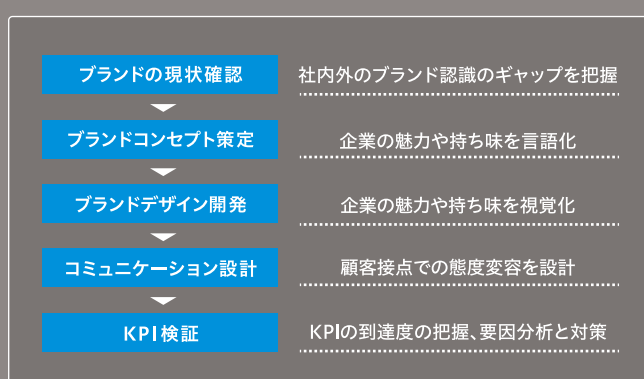 ブランドの現状確認 社内外のブランド認識のギャップを把握
ブランドコンセプト策定 企業の魅力や持ち味を言語化
ブランドデザイン開発 企業の魅力や持ち味を視覚化
コミュニケーション設計 顧客接点での態度変容を設計
KPI検証 KPIの到達度の把握、要因分析と対策